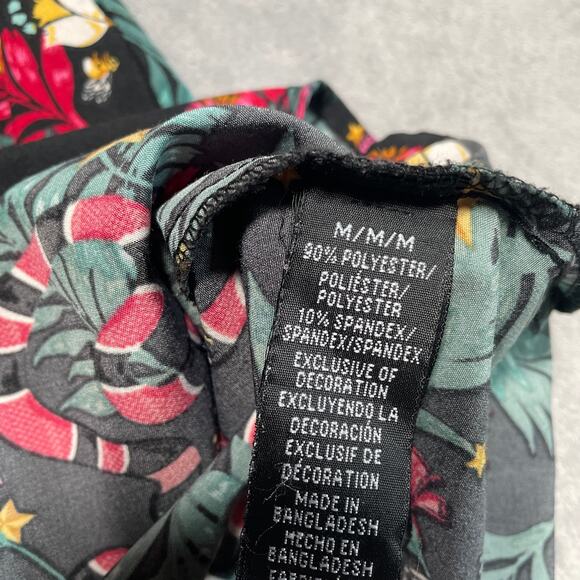 M/M/M
90% POLYESTER/
POLIÉSTER/
POLYESTER
10% SPANDEX/
SPANDEX/SPANDEX
EXCLUSIVE OF
DECORATION
EXCLUYENDO LA
DECORACIÓN
EXCLUSIF DE
DÉCORATION
MADE IN
BANGLADESH
HECHO EN
BANGLADESH